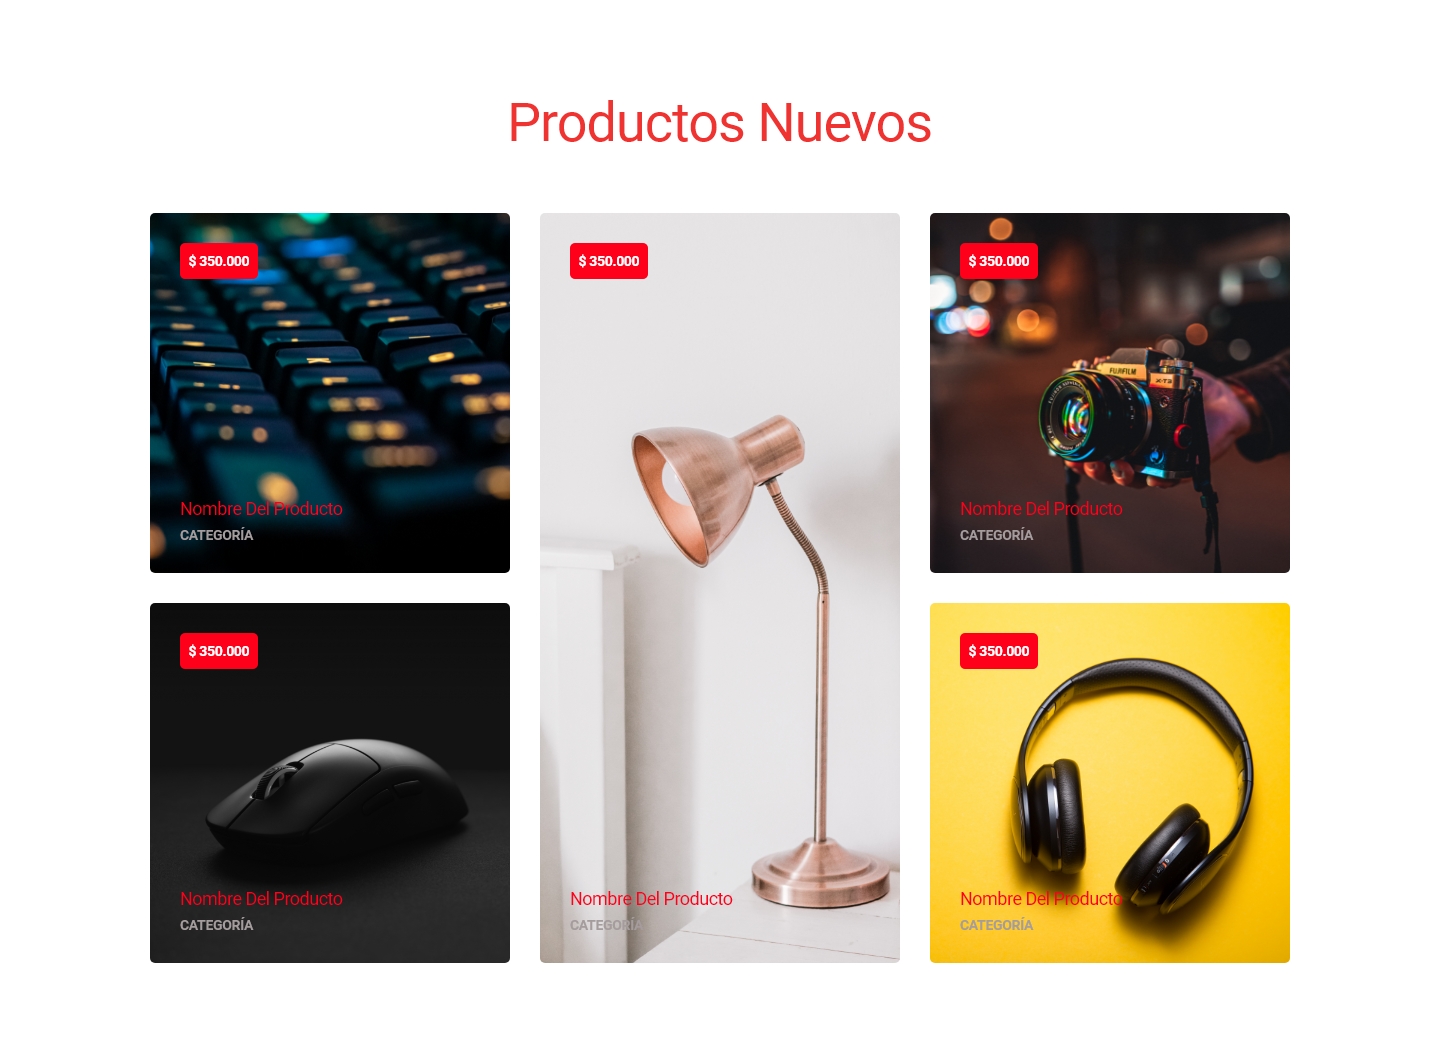 Productos Nuevos
$ 350.000
Nombre Del Producto
CATEGORÍA
$ 350.000
Nombre Del Producto
CATEGORÍA
$ 350.000
FUJIFILM
X-T3
Nombre Del Producto
CATEGORÍA
$ 350.000
Nombre Del Producto
CATEGORÍA
$ 350.000
Nombre Del Producto
CATEGORÍA